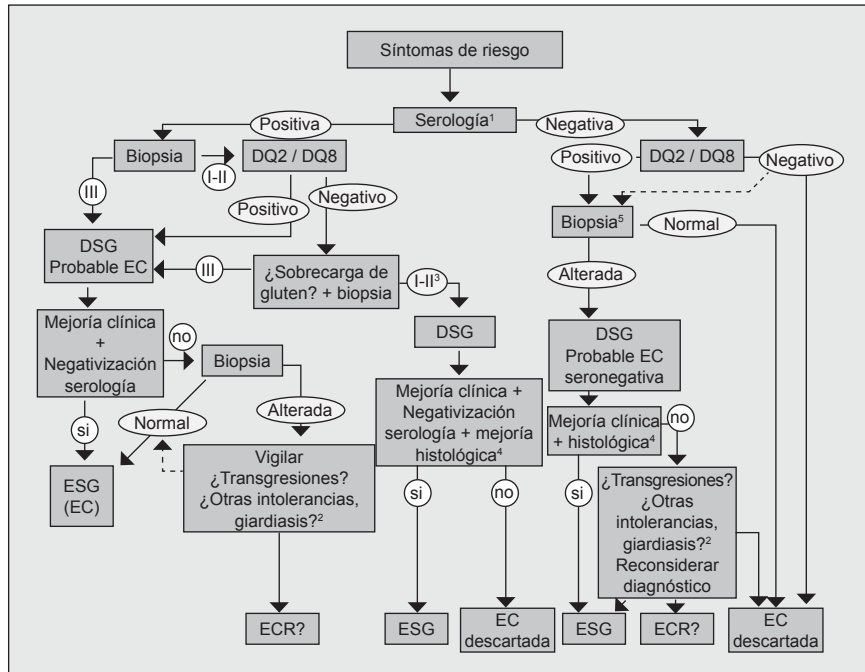 Síntomas de riesgo
Serología¹
Positiva
Negativa
Biopsia
I-II
DQ2 / DQ8
Positivo
DQ2 / DQ8
Negativo
III
Positivo
Negativo
Biopsia⁵
Normal
DSG
Probable EC
III
¿Sobrecarga de
gluten? + biopsia
I-II³
Alterada
DSG
DSG
Probable EC
seronegativa
Mejoría clínica
+
Negativización
serología
no
Biopsia
Mejoría clínica +
Negativización
serología + mejoría
histológica⁴
Mejoría clínica
+ histológica⁴
no
si
Normal
Alterada
ESG
(EC)
Vigilar
¿Transgresiones?
¿Otras intolerancias,
giardiasis?²
si
no
si
¿Transgresiones?
¿Otras
intolerancias,
giardiasis?²
Reconsiderar
diagnóstico
ECR?
ESG
EC
descartada
ESG
ECR?
EC
descartada